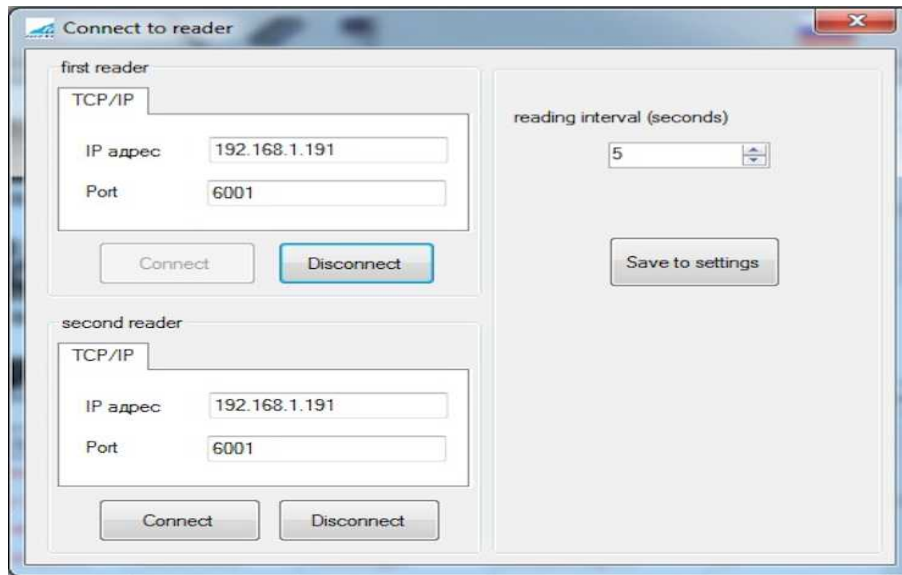 Connect to reader
first reader
TCP/IP
IP адрес 192.168.1.191
Port 6001
Connect Disconnect
second reader
TCP/IP
IP адрес 192.168.1.191
Port 6001
Connect Disconnect
reading interval (seconds)
5
Save to settings